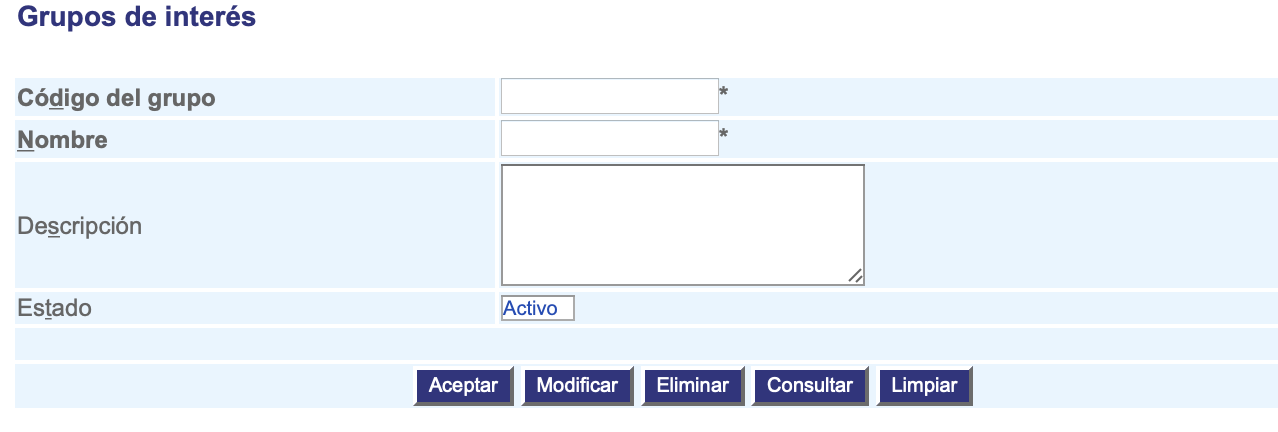 Grupos de interés
Código del grupo *
Nombre *
Descripción
Estado Activo
Aceptar Modificar Eliminar Consultar Limpiar